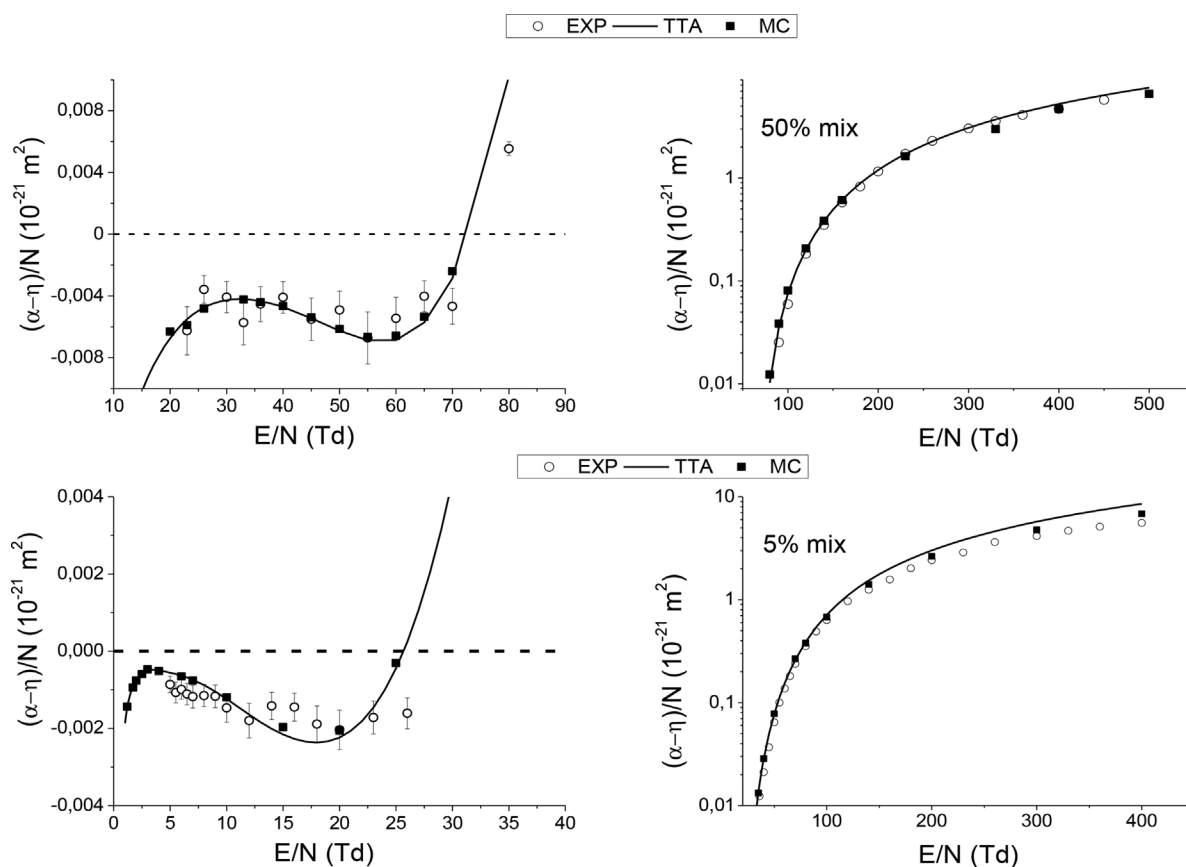 EXP TTA MC
0,008
0,004
0
-0,004
-0,008
(α−η)/N (10⁻²¹ m²)
10 20 30 40 50 60 70 80 90
E/N (Td)
50% mix
1
0,1
0,01
(α−η)/N (10⁻²¹ m²)
100 200 300 400 500
E/N (Td)
EXP TTA MC
0,004
0,002
0,000
-0,002
-0,004
(α−η)/N (10⁻²¹ m²)
0 5 10 15 20 25 30 35 40
E/N (Td)
5% mix
10
1
0,1
0,01
(α−η)/N (10⁻²¹ m²)
100 200 300 400
E/N (Td)